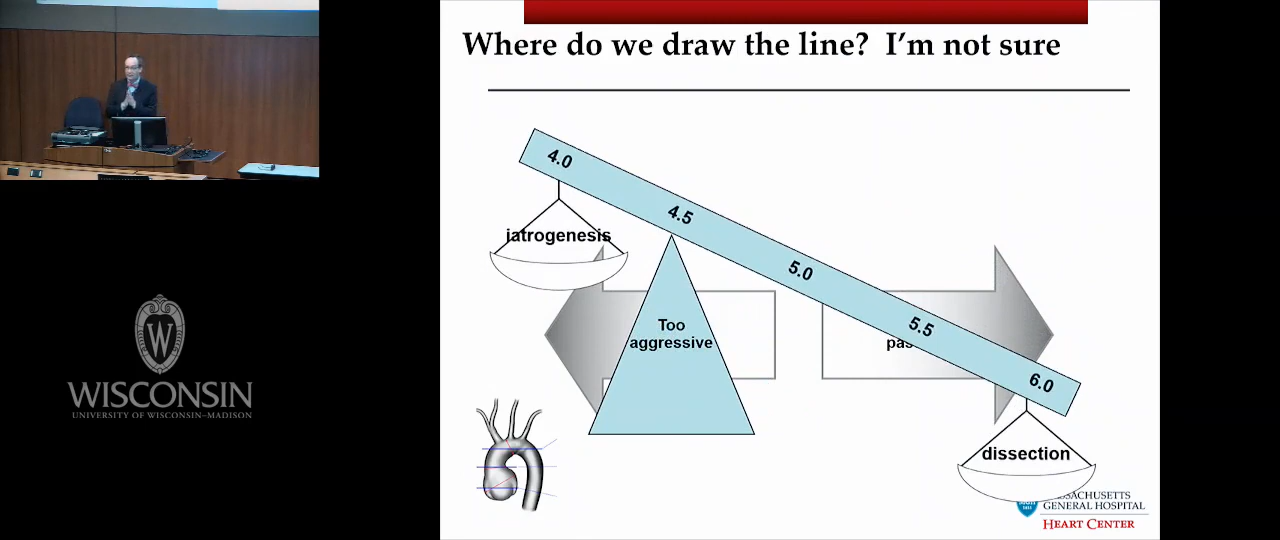 Where do we draw the line? I'm not sure
4.0
4.5
5.0
5.5
6.0
iatrogenesis
Too
aggressive
dissection
GENERAL HOSPITAL
HEART CENTER
W
WISCONSIN
UNIVERSITY OF WISCONSIN–MADISON